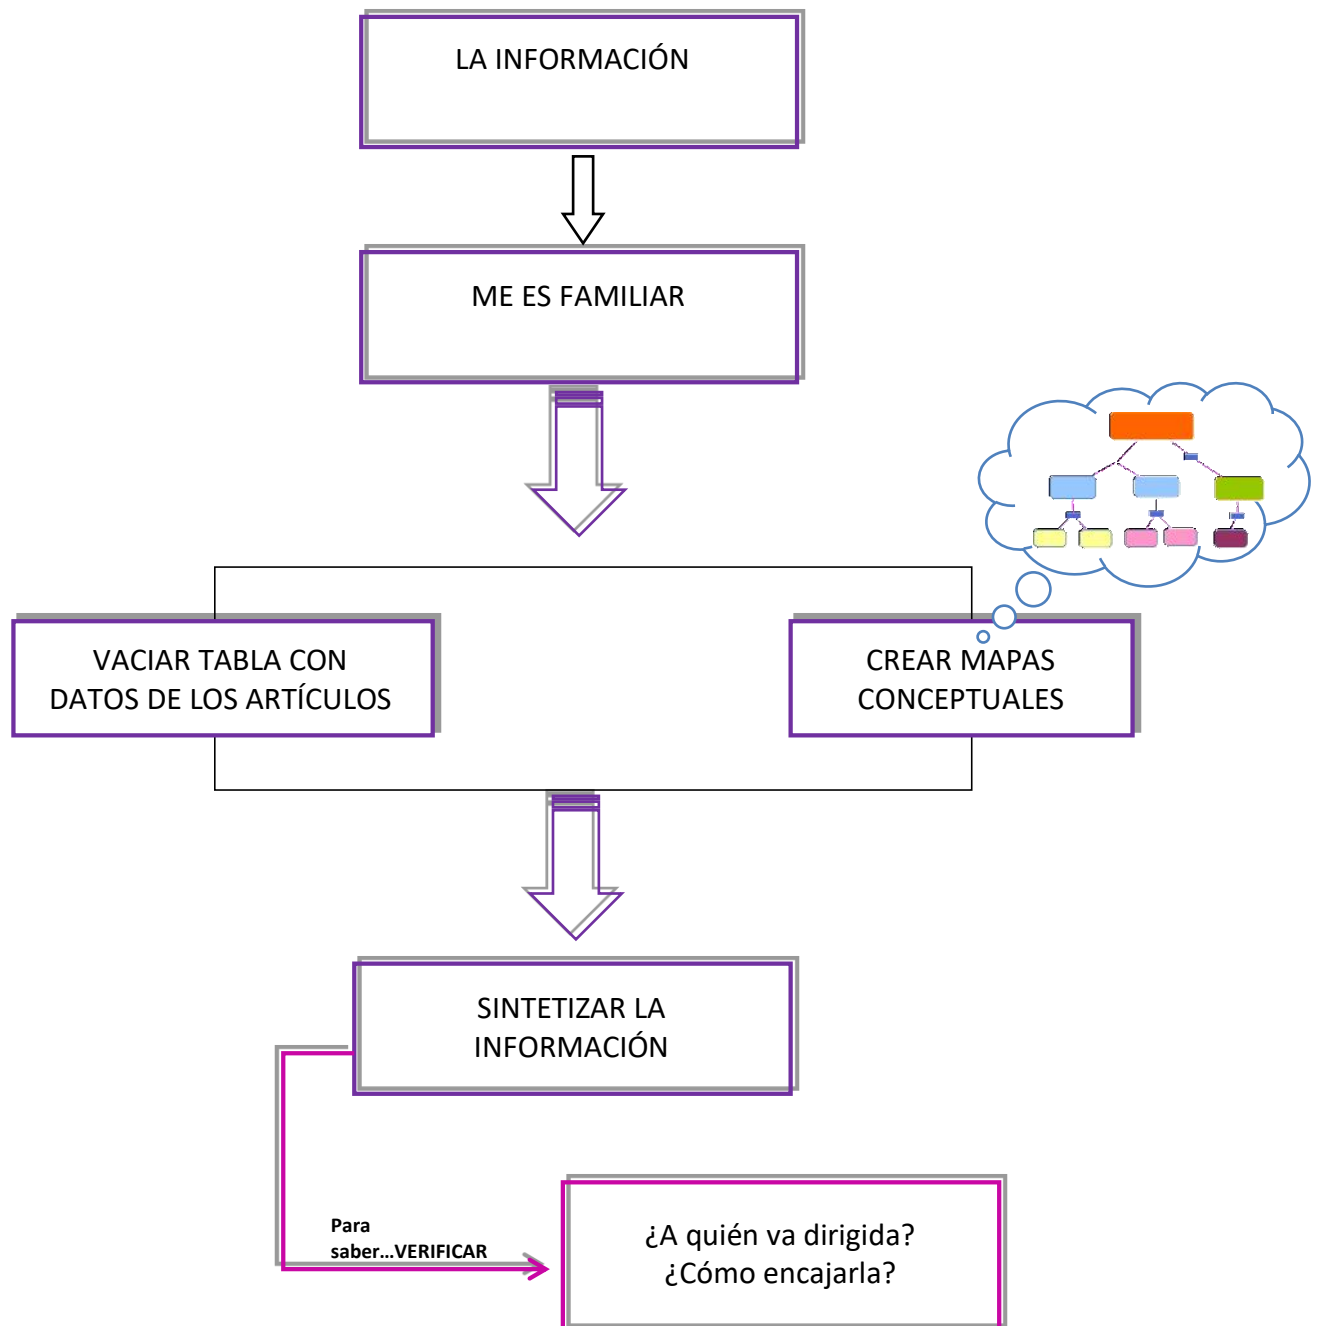 LA INFORMACIÓN
ME ES FAMILIAR
VACIAR TABLA CON
DATOS DE LOS ARTÍCULOS
CREAR MAPAS
CONCEPTUALES
SINTETIZAR LA
INFORMACIÓN
Para
saber...VERIFICAR
¿A quién va dirigida?
¿Cómo encajarla?